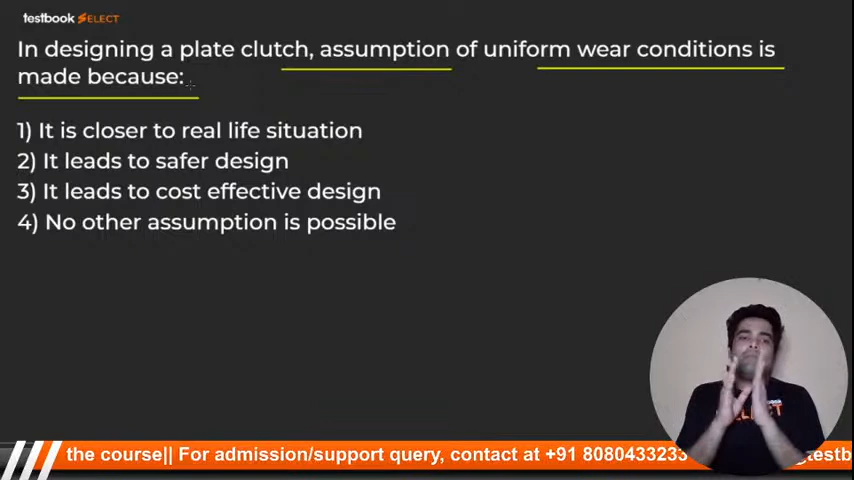 testbook SELECT
In designing a plate clutch, assumption of uniform wear conditions is
made because:
1) It is closer to real life situation
2) It leads to safer design
3) It leads to cost effective design
4) No other assumption is possible
the course|| For admission/support query, contact at +91 8080433233